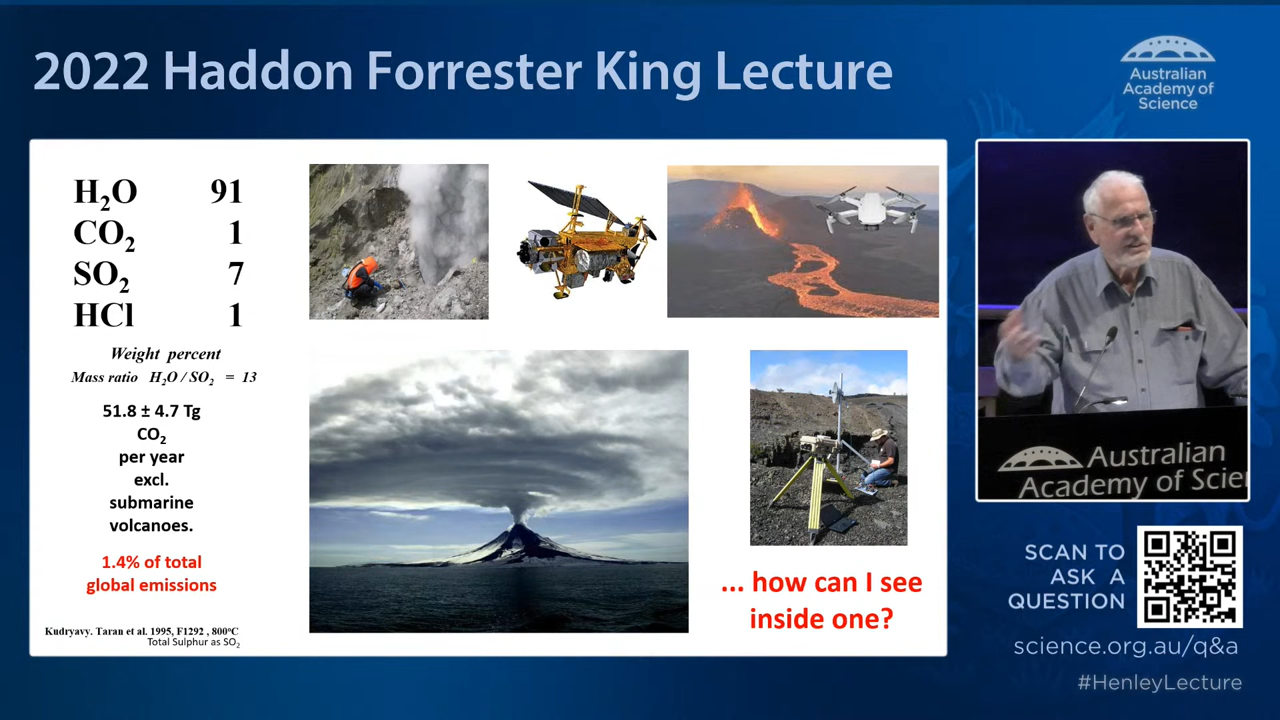 2022 Haddon Forrester King Lecture
Australian
Academy of
Science
H₂O 91
CO₂ 1
SO₂ 7
HCl 1
Weight percent
Mass ratio H₂O / SO₂ = 13
51.8 ± 4.7 Tg
CO₂
per year
excl.
submarine
volcanoes.
1.4% of total
global emissions
Kudryavy. Taran et al. 1995, F1292 , 800°C
Total Sulphur as SO₂
... how can I see
inside one?
Australian
Academy of Scie
SCAN TO
ASK A
QUESTION
science.org.au/q&a
#HenleyLecture